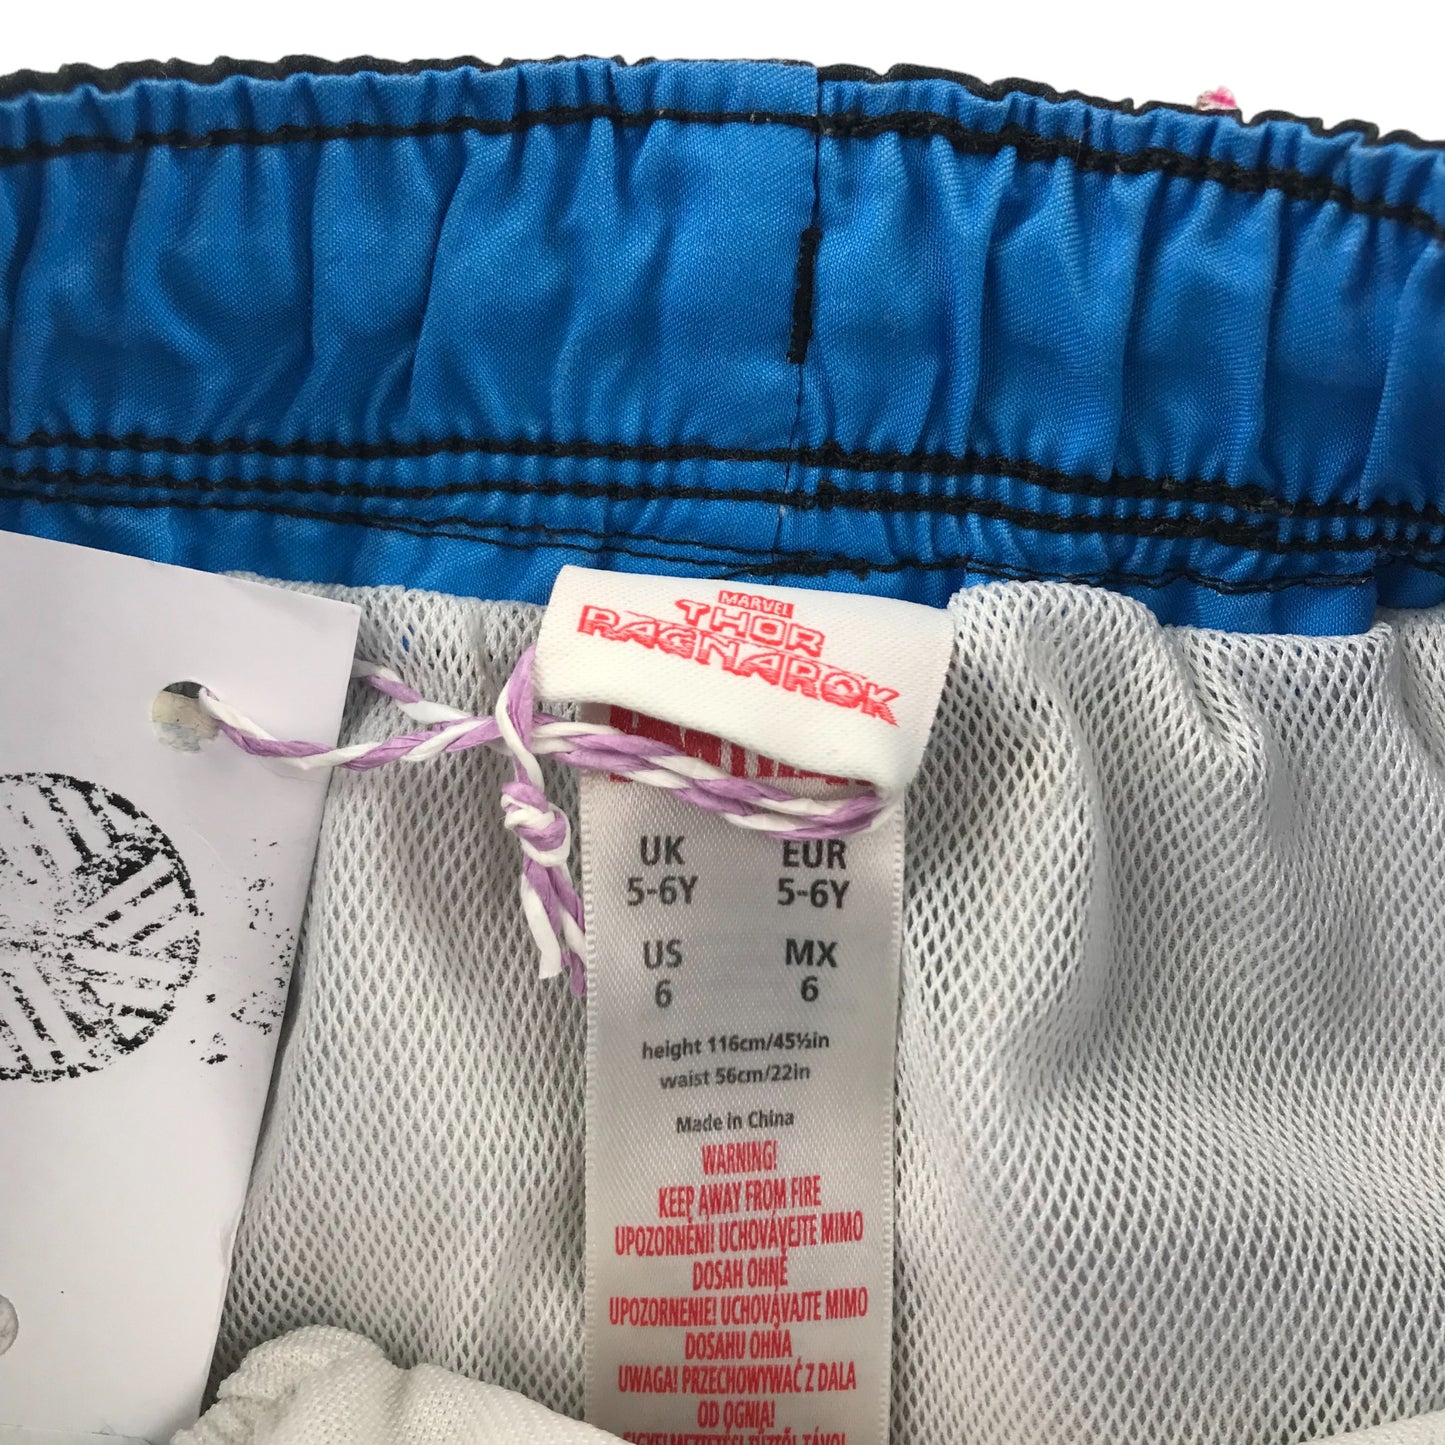 MARVEL
THOR
RAGNAROK
UK EUR
5-6Y 5-6Y
US MX
6 6
height 116cm/45½in
waist 56cm/22in
Made in China
WARNING!
KEEP AWAY FROM FIRE
UPOZORNĚNÍ! UCHOVÁVEJTE MIMO
DOSAH OHNĚ
UPOZORNENIE! UCHOVÁVAJTE MIMO
DOSAHU OHŇA
UWAGA! PRZECHOWYWAĆ Z DALA
OD OGNIA!